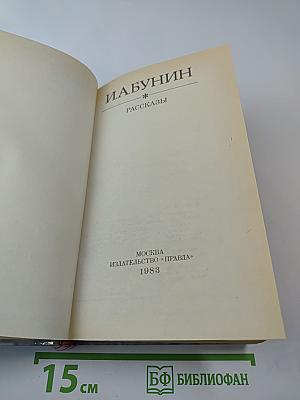 И.А.БУНИН
*
РАССКАЗЫ
МОСКВА
ИЗДАТЕЛЬСТВО «ПРАВДА»
1983
15 см
БФ БИБЛИОФАН